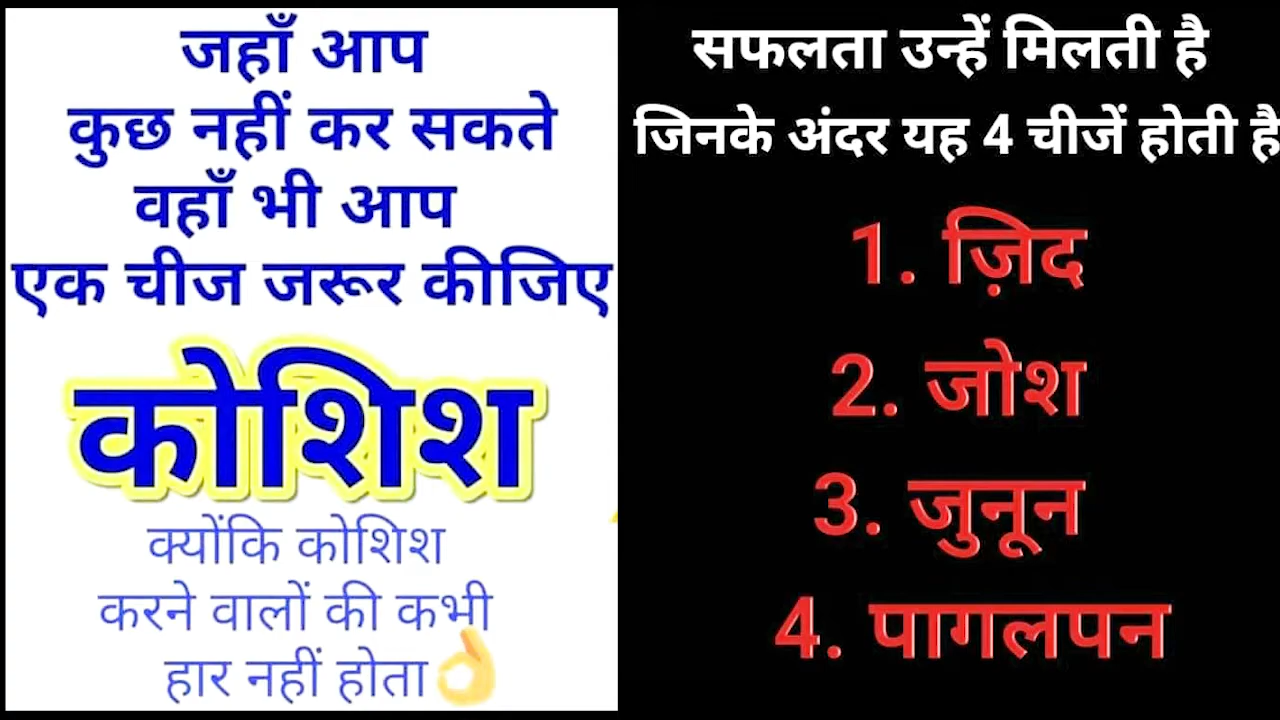 जहाँ आप
कुछ नहीं कर सकते
वहाँ भी आप
एक चीज जरूर कीजिए
कोशिश
क्योंकि कोशिश
करने वालों की कभी
हार नहीं होता👌
सफलता उन्हें मिलती है
जिनके अंदर यह 4 चीजें होती है
1. ज़िद
2. जोश
3. जुनून
4. पागलपन